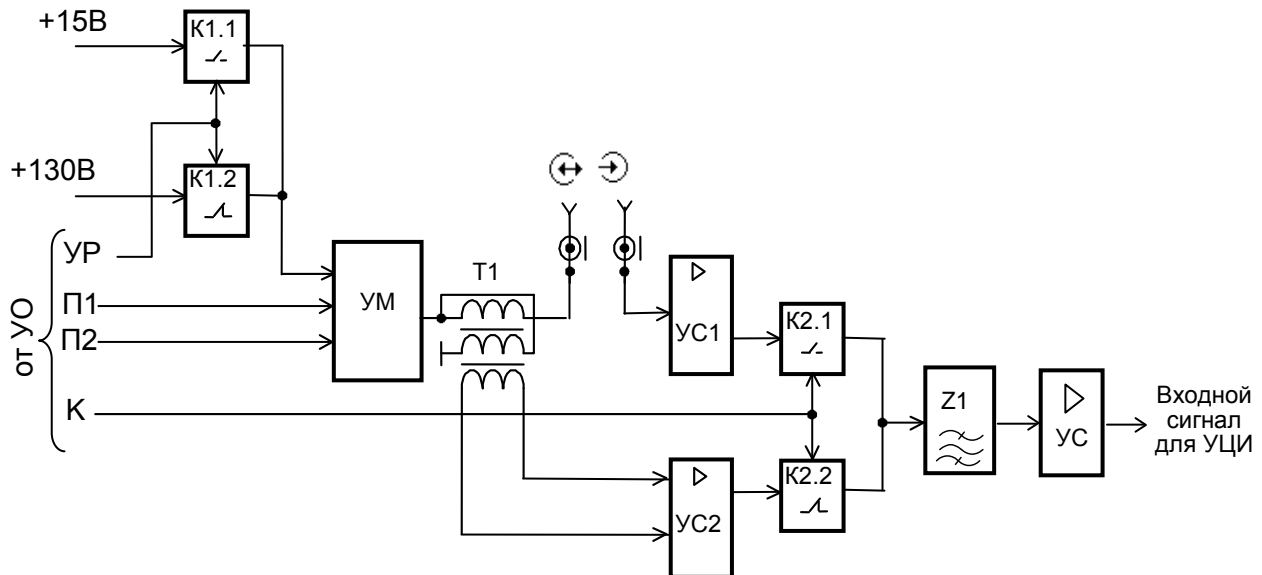 +15В
К1.1
+130В
К1.2
от УО
УР
П1
П2
К
УМ
Т1
УС1
К2.1
УС2
К2.2
Z1
УС
Входной
сигнал
для УЦИ